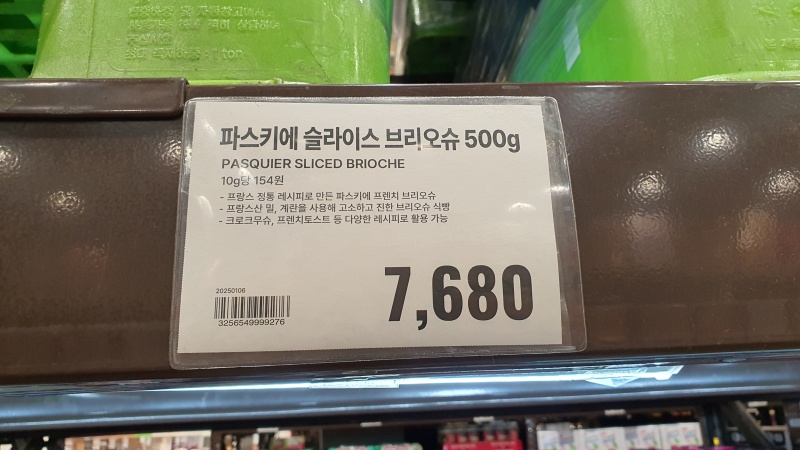 파스키에 슬라이스 브리오슈 500g
PASQUIER SLICED BRIOCHE
10g당 154원
- 프랑스 정통 레시피로 만든 파스키에 프렌치 브리오슈
- 프랑스산 밀, 계란을 사용해 고소하고 진한 브리오슈 식빵
- 크로크무슈, 프렌치토스트 등 다양한 레시피로 활용 가능
20250106
3256549999276
7,680